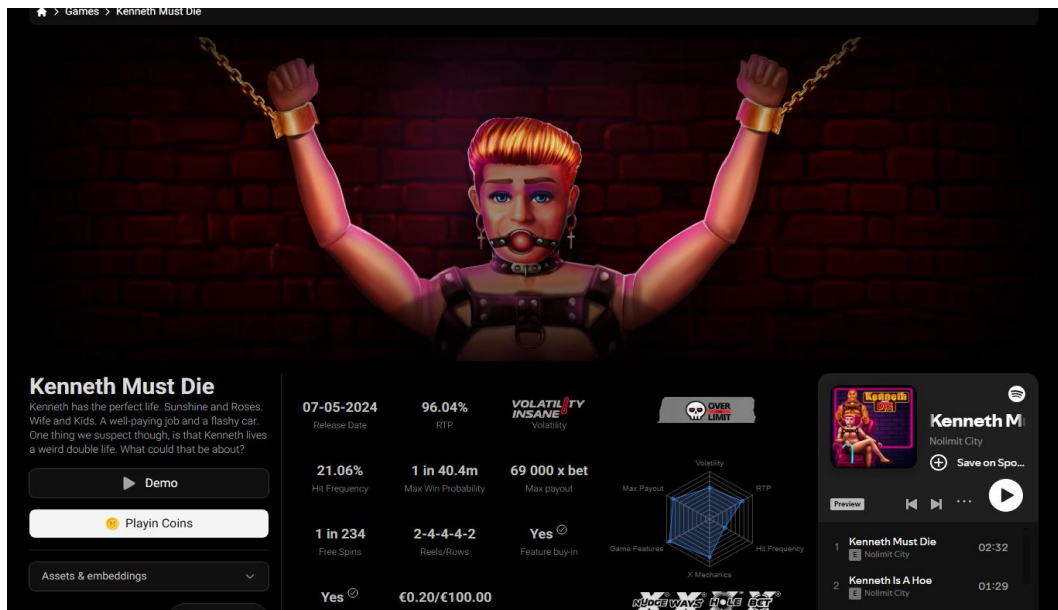 Games > Kenneth Must Die
Kenneth Must Die
Kenneth has the perfect life. Sunshine and Roses.
Wife and Kids. A well-paying job and a flashy car.
One thing we suspect though, is that Kenneth lives
a weird double life. What could that be about?
Demo
Playin Coins
Assets & embeddings
07-05-2024
Release Date
96.04%
RTP
VOLATILITY
INSANE
Volatility
21.06%
Hit Frequency
1 in 40.4m
Max Win Probability
69 000 x bet
Max payout
1 in 234
Free Spins
2-4-4-4-2
Reels/Rows
Yes
Feature buy-in
Yes
€0.20/€100.00
OVER
LIMIT
Volatility
Max Payout
RTP
Game Features
Hit Frequency
X Mechanics
NUDGE WAYS HOLE BET
Kenneth
DIE
Kenneth M
Nolimit City
Save on Spo...
Preview
1 Kenneth Must Die 02:32
E Nolimit City
2 Kenneth Is A Hoe 01:29
E Nolimit City